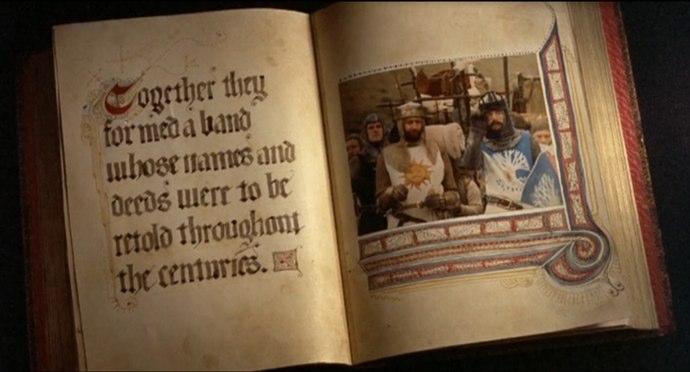 Together they
formed a band
whose names and
deeds were to be
retold throughout
the centuries.